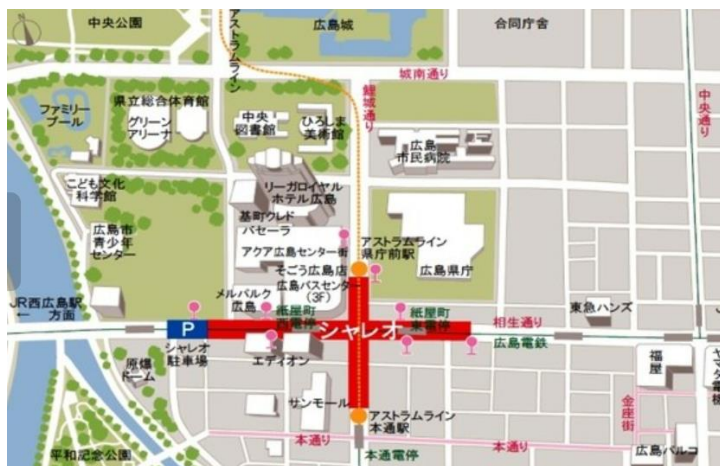 中央公園
アストラムライン
広島城
合同庁舎
城南通り
鯉城通り
中央通り
ファミリー
プール
県立総合体育館
グリーン
アリーナ
中央
図書館
ひろしま
美術館
広島
市民病院
こども文化
科学館
リーガロイヤル
ホテル広島
基町クレド
パセーラ
広島市
青少年
センター
アクア広島センター街
アストラムライン
県庁前駅
そごう広島店
広島バスセンター
(3F)
広島県庁
JR西広島駅
← 方面
メルパルク
広島
紙屋町
西電停
紙屋町
東電停
東急ハンズ
相生通り
P
シャレオ
広島電鉄
シャレオ
駐車場
エディオン
原爆
ドーム
福屋
ヤマダ電機
サンモール
アストラムライン
本通駅
金座街
本通り
本通り
平和記念公園
本通電停
広島パルコ